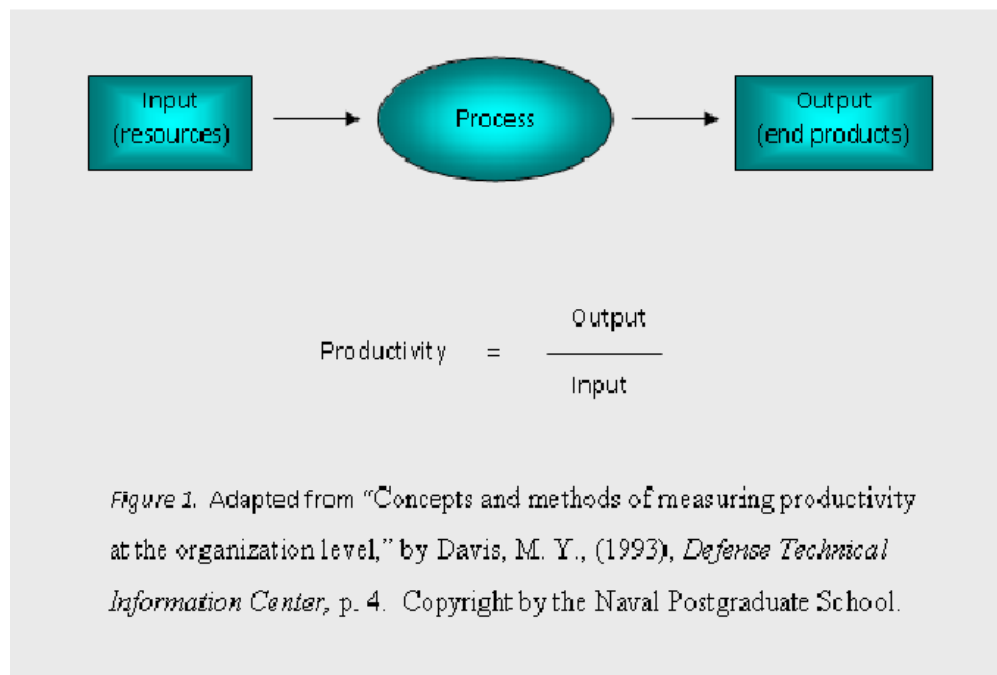 Input
(resources)
Process
Output
(end products)
Productivity = Output
Input
Figure 1. Adapted from "Concepts and methods of measuring productivity
at the organization level," by Davis, M. Y., (1993), Defense Technical
Information Center, p. 4. Copyright by the Naval Postgraduate School.